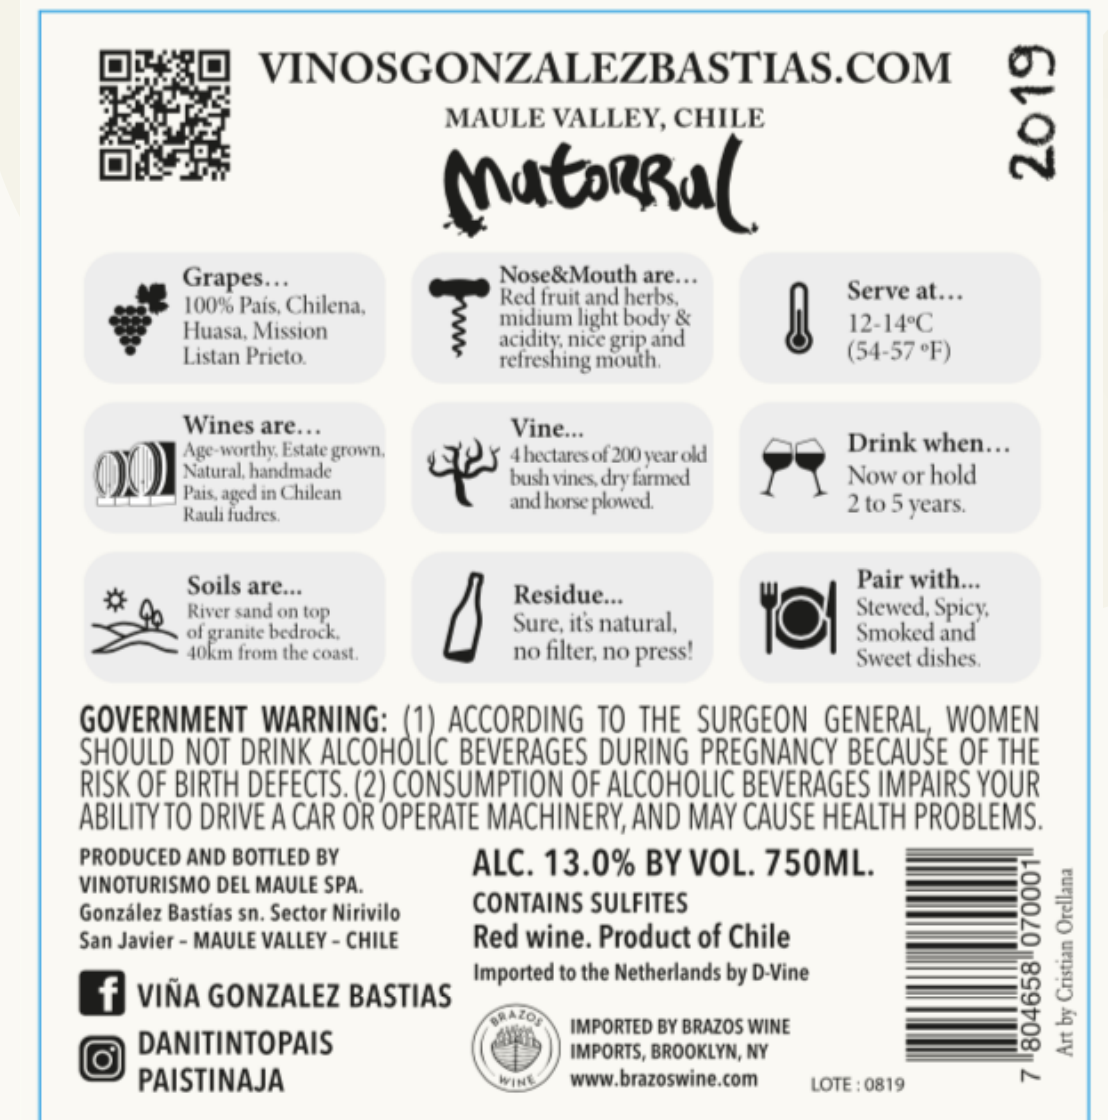 VINOSGONZALEZBASTIAS.COM
MAULE VALLEY, CHILE
MatoRRal
2019
Grapes...
100% País, Chilena,
Huasa, Mission
Listan Prieto.
Nose&Mouth are...
Red fruit and herbs,
midium light body &
acidity, nice grip and
refreshing mouth.
Serve at...
12-14ºC
(54-57 ºF)
Wines are...
Age-worthy. Estate grown,
Natural, handmade
Pais, aged in Chilean
Rauli fudres.
Vine...
4 hectares of 200 year old
bush vines, dry farmed
and horse plowed.
Drink when...
Now or hold
2 to 5 years.
Soils are...
River sand on top
of granite bedrock,
40km from the coast.
Residue...
Sure, it's natural,
no filter, no press!
Pair with...
Stewed, Spicy,
Smoked and
Sweet dishes.
GOVERNMENT WARNING: (1) ACCORDING TO THE SURGEON GENERAL, WOMEN
SHOULD NOT DRINK ALCOHOLIC BEVERAGES DURING PREGNANCY BECAUSE OF THE
RISK OF BIRTH DEFECTS. (2) CONSUMPTION OF ALCOHOLIC BEVERAGES IMPAIRS YOUR
ABILITY TO DRIVE A CAR OR OPERATE MACHINERY, AND MAY CAUSE HEALTH PROBLEMS.
PRODUCED AND BOTTLED BY
VINOTURISMO DEL MAULE SPA.
González Bastías sn. Sector Nirivilo
San Javier – MAULE VALLEY – CHILE
VIÑA GONZALEZ BASTIAS
DANITINTOPAIS
PAISTINAJA
ALC. 13.0% BY VOL. 750ML.
CONTAINS SULFITES
Red wine. Product of Chile
Imported to the Netherlands by D-Vine
BRAZOS
WINE
IMPORTED BY BRAZOS WINE
IMPORTS, BROOKLYN, NY
www.brazoswine.com
LOTE : 0819
7 804658 070001
Art by Cristian Orellana